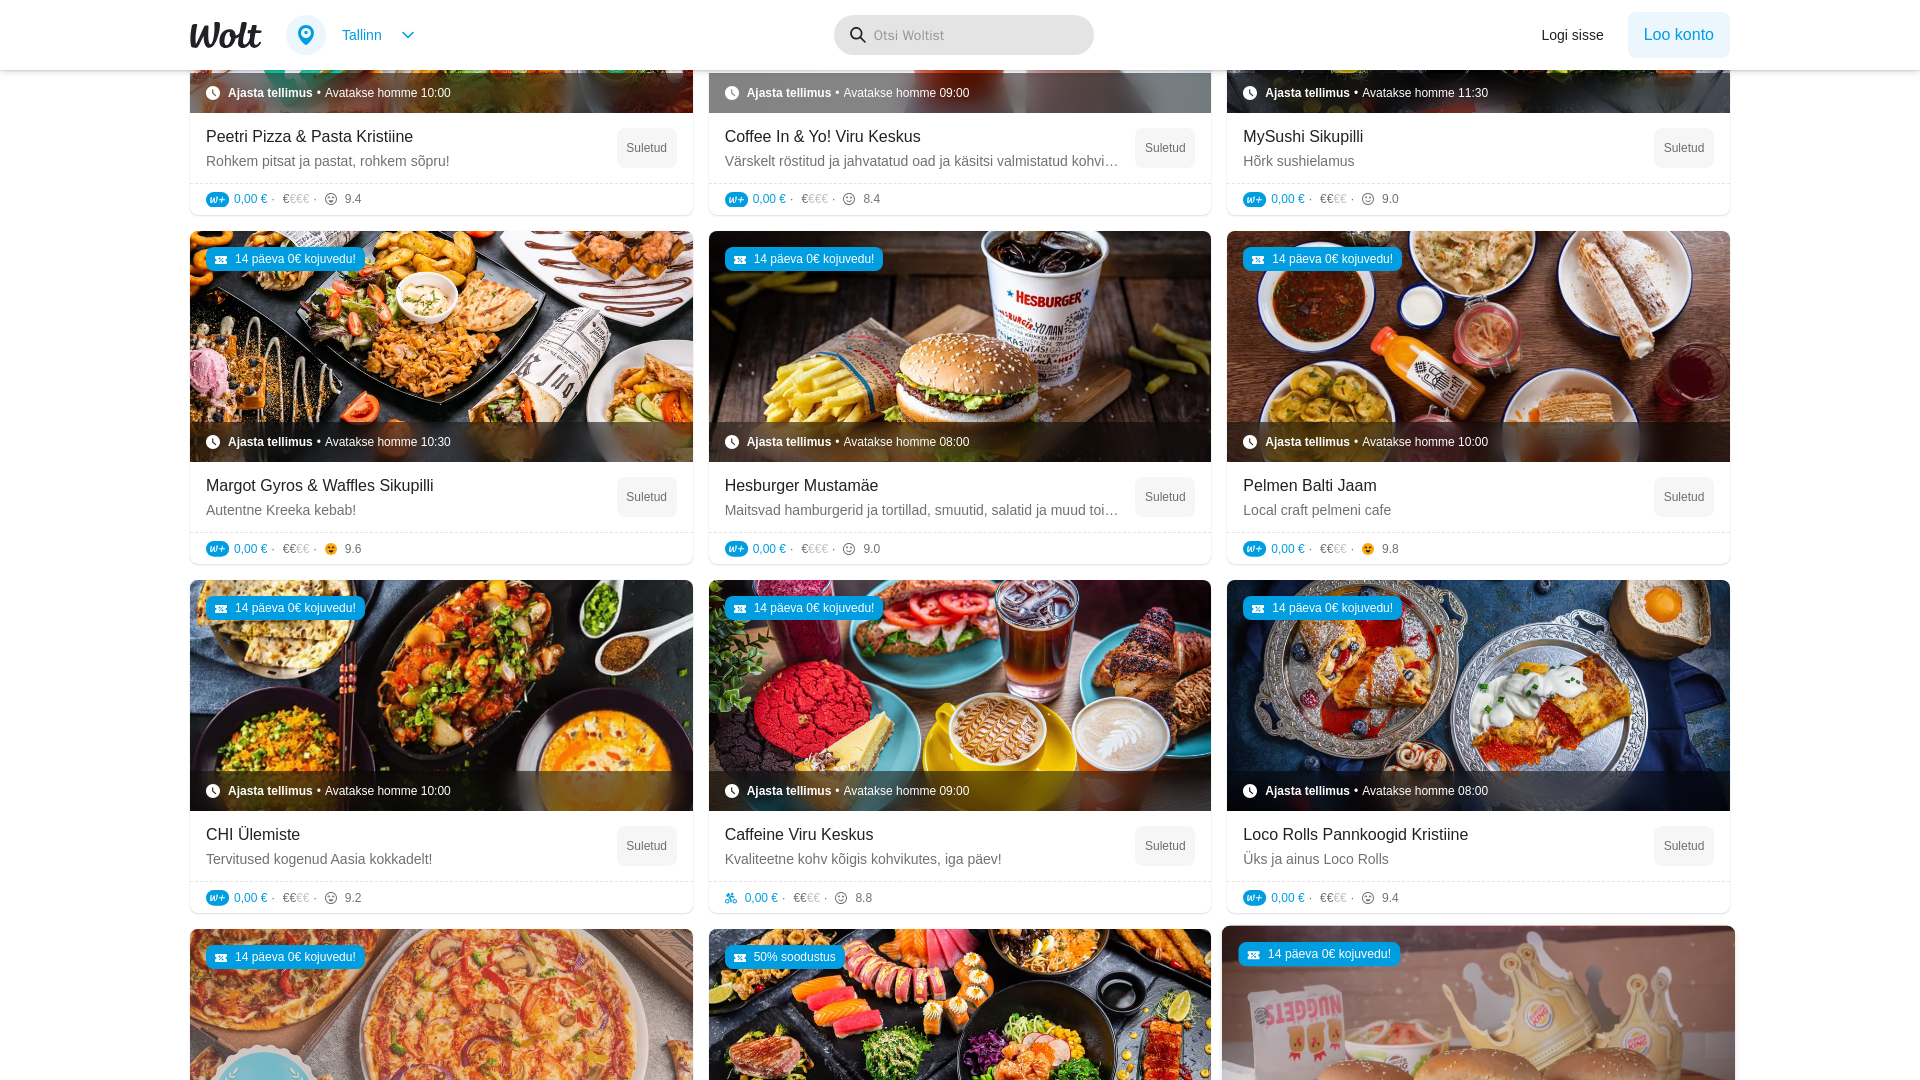 Wolt
Tallinn
Otsi Woltist
Logi sisse
Loo konto
Ajasta tellimus • Avatakse homme 10:00
Ajasta tellimus • Avatakse homme 09:00
Ajasta tellimus • Avatakse homme 11:30
Peetri Pizza & Pasta Kristiine
Rohkem pitsat ja pastat, rohkem sõpru!
Suletud
Coffee In & Yo! Viru Keskus
Värskelt röstitud ja jahvatatud oad ja käsitsi valmistatud kohvi…
Suletud
MySushi Sikupilli
Hõrk sushielamus
Suletud
W+ 0,00 € · €€€€ · 9.4
W+ 0,00 € · €€€€ · 8.4
W+ 0,00 € · €€€€ · 9.0
14 päeva 0€ kojuvedu!
14 päeva 0€ kojuvedu!
14 päeva 0€ kojuvedu!
HESBURGER
Ajasta tellimus • Avatakse homme 10:30
Ajasta tellimus • Avatakse homme 08:00
Ajasta tellimus • Avatakse homme 10:00
Margot Gyros & Waffles Sikupilli
Autentne Kreeka kebab!
Suletud
Hesburger Mustamäe
Maitsvad hamburgerid ja tortillad, smuutid, salatid ja muud toi…
Suletud
Pelmen Balti Jaam
Local craft pelmeni cafe
Suletud
W+ 0,00 € · €€€€ · 9.6
W+ 0,00 € · €€€€ · 9.0
W+ 0,00 € · €€€€ · 9.8
14 päeva 0€ kojuvedu!
14 päeva 0€ kojuvedu!
14 päeva 0€ kojuvedu!
Ajasta tellimus • Avatakse homme 10:00
Ajasta tellimus • Avatakse homme 09:00
Ajasta tellimus • Avatakse homme 08:00
CHI Ülemiste
Tervitused kogenud Aasia kokkadelt!
Suletud
Caffeine Viru Keskus
Kvaliteetne kohv kõigis kohvikutes, iga päev!
Suletud
Loco Rolls Pannkoogid Kristiine
Üks ja ainus Loco Rolls
Suletud
W+ 0,00 € · €€€€ · 9.2
0,00 € · €€€€ · 8.8
W+ 0,00 € · €€€€ · 9.4
14 päeva 0€ kojuvedu!
50% soodustus
14 päeva 0€ kojuvedu!
NUGGETS
BURGER KING